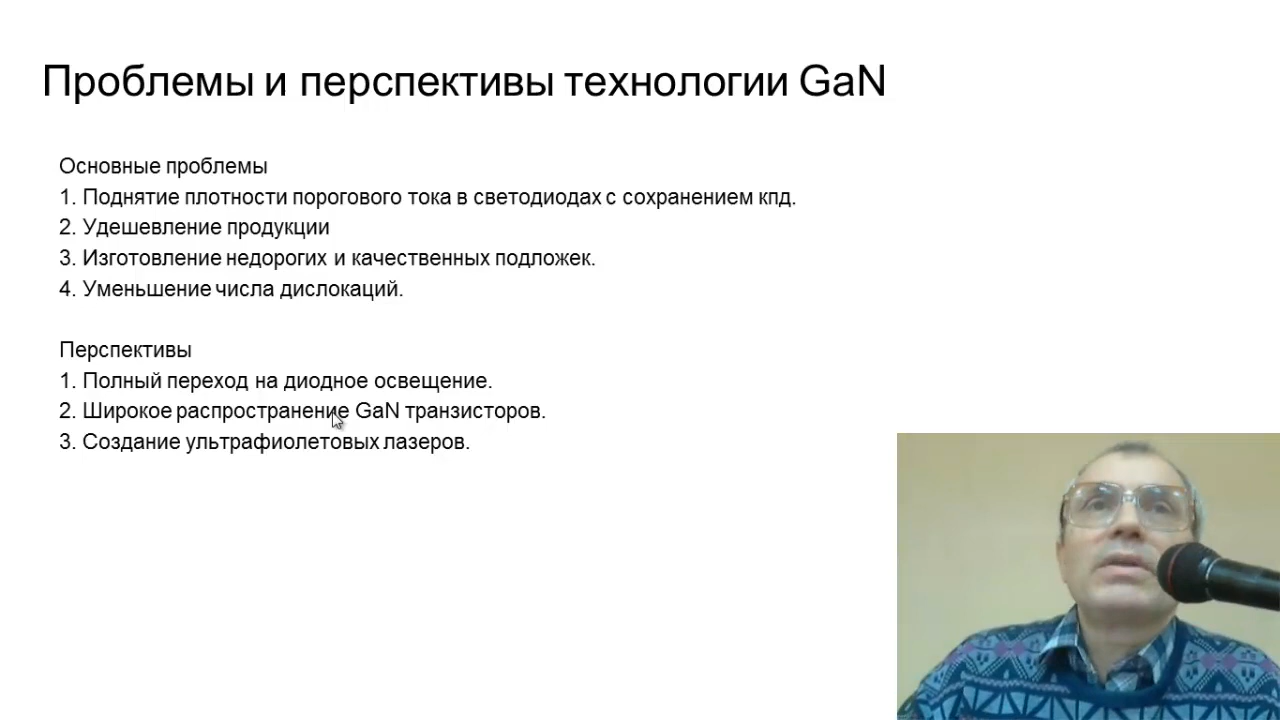 Проблемы и перспективы технологии GaN
Основные проблемы
1. Поднятие плотности порогового тока в светодиодах с сохранением кпд.
2. Удешевление продукции
3. Изготовление недорогих и качественных подложек.
4. Уменьшение числа дислокаций.
Перспективы
1. Полный переход на диодное освещение.
2. Широкое распространение GaN транзисторов.
3. Создание ультрафиолетовых лазеров.